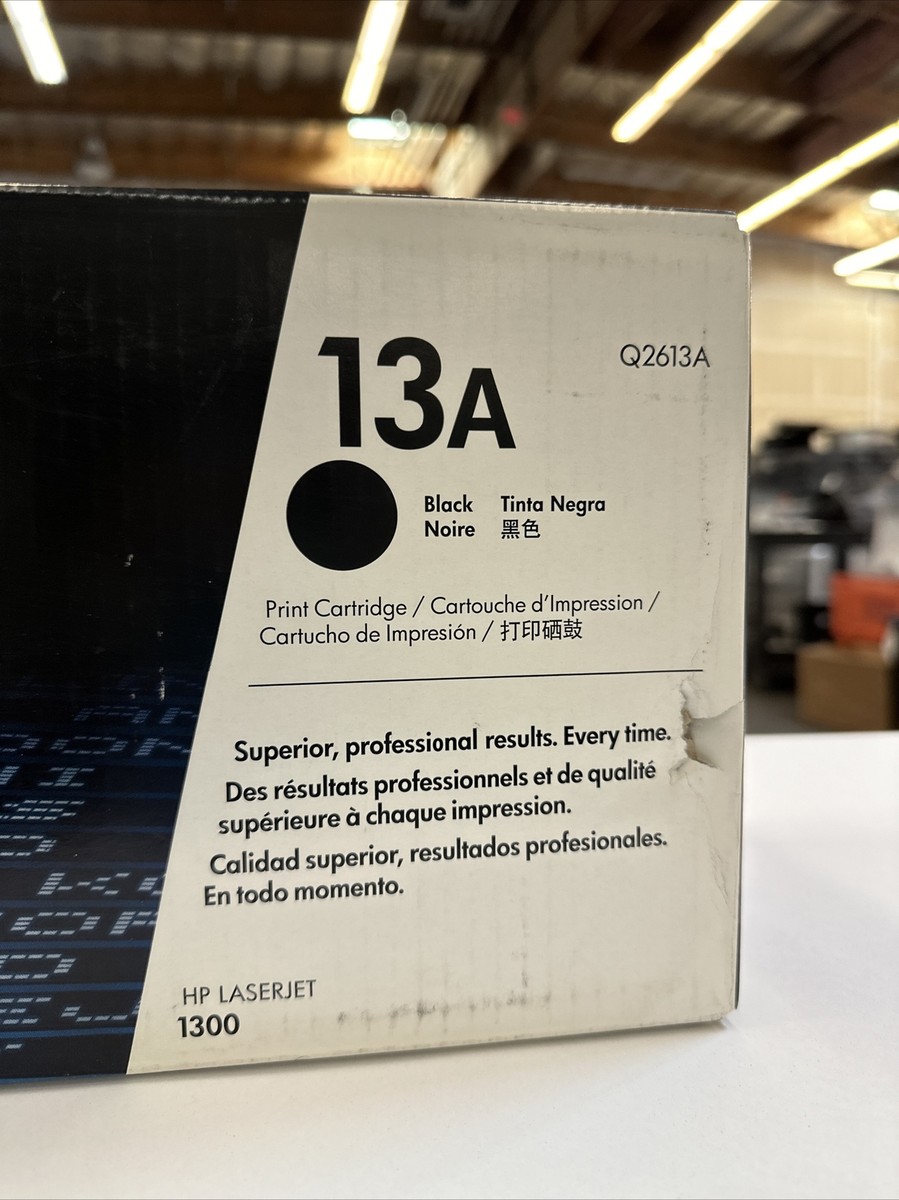 13A
Q2613A
Black Tinta Negra
Noire 黑色
Print Cartridge / Cartouche d'Impression /
Cartucho de Impresión / 打印硒鼓
Superior, professional results. Every time.
Des résultats professionnels et de qualité
supérieure à chaque impression.
Calidad superior, resultados profesionales.
En todo momento.
HP LASERJET
1300